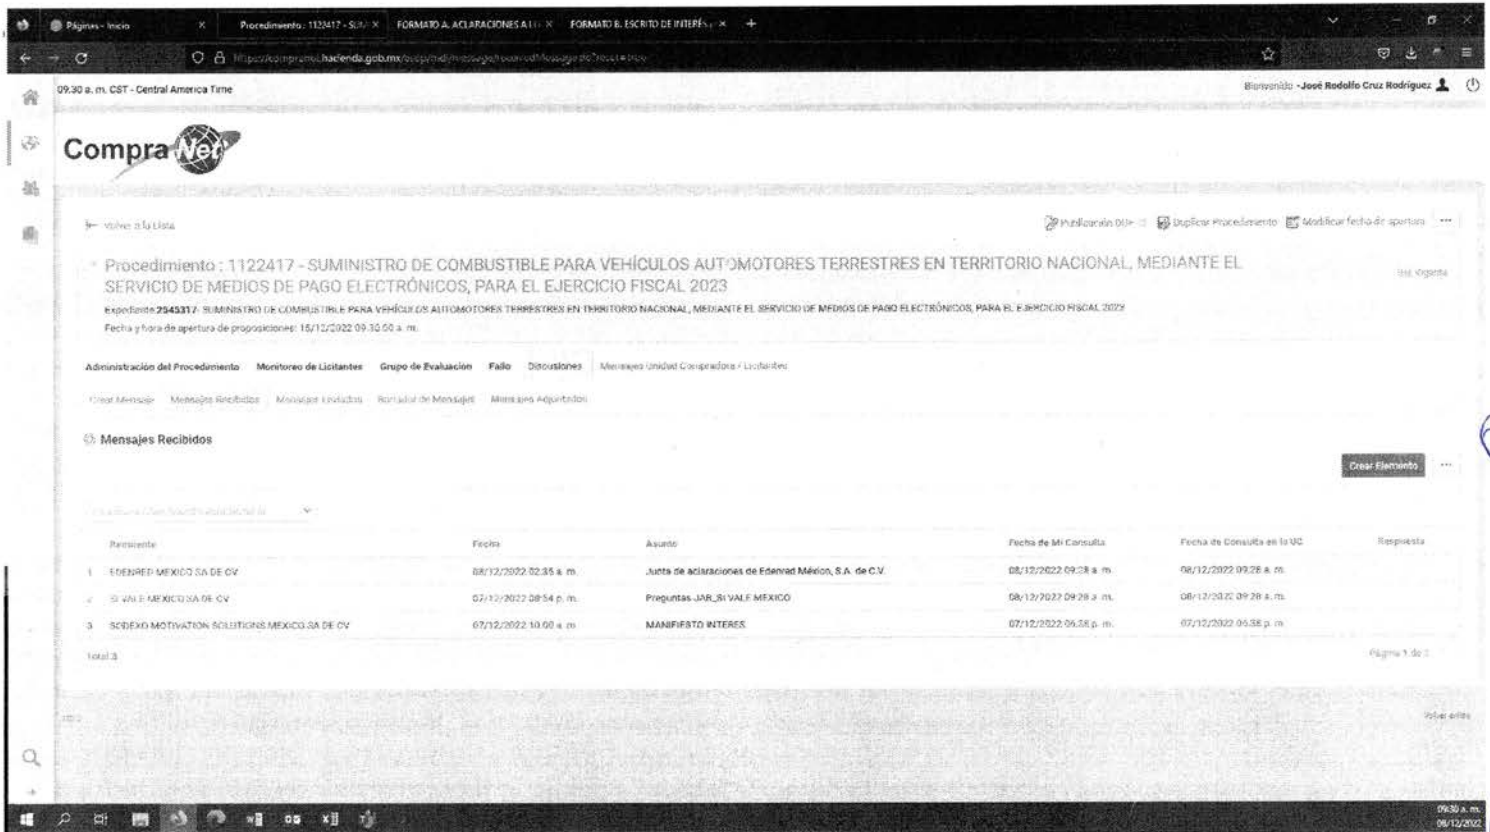 Páginas - Inicio
Procedimiento : 1122417 - SUM
FORMATO A. ACLARACIONES A L
FORMATO B. ESCRITO DE INTERÉS
hacienda.gob.mx
09:30 a. m. CST - Central America Time
Bienvenido - José Rodolfo Cruz Rodríguez
CompraNet
Volver a la Lista
Publicación DOF
Duplicar Procedimiento
Modificar fecha de apertura
Procedimiento : 1122417 - SUMINISTRO DE COMBUSTIBLE PARA VEHÍCULOS AUTOMOTORES TERRESTRES EN TERRITORIO NACIONAL, MEDIANTE EL
SERVICIO DE MEDIOS DE PAGO ELECTRÓNICOS, PARA EL EJERCICIO FISCAL 2023
Vigente
Expediente 2545317- SUMINISTRO DE COMBUSTIBLE PARA VEHÍCULOS AUTOMOTORES TERRESTRES EN TERRITORIO NACIONAL, MEDIANTE EL SERVICIO DE MEDIOS DE PAGO ELECTRÓNICOS, PARA EL EJERCICIO FISCAL 2023
Fecha y hora de apertura de proposiciones: 15/12/2022 09:30:00 a. m.
Administración del Procedimiento Monitoreo de Licitantes Grupo de Evaluación Fallo Discusiones Mensajes Unidad Compradora / Licitantes
Crear Mensaje Mensajes Recibidos Mensajes Enviados Borrador de Mensajes Mensajes Adjuntados
Mensajes Recibidos
Crear Elemento
Remitente Fecha Asunto Fecha de Mi Consulta Fecha de Consulta en la UC Respuesta
1 EDENRED MEXICO SA DE CV 08/12/2022 02:35 a. m. Junta de aclaraciones de Edenred México, S.A. de C.V. 08/12/2022 09:28 a. m. 08/12/2022 09:28 a. m.
2 SI VALE MEXICO SA DE CV 07/12/2022 08:54 p. m. Preguntas JAR_SI VALE MEXICO 08/12/2022 09:28 a. m. 08/12/2022 09:28 a. m.
3 SODEXO MOTIVATION SOLUTIONS MEXICO SA DE CV 07/12/2022 10:00 a. m. MANIFIESTO INTERES 07/12/2022 06:38 p. m. 07/12/2022 06:38 p. m.
Total 3
Página 1 de
Volver arriba
09:30 a. m.
08/12/2022